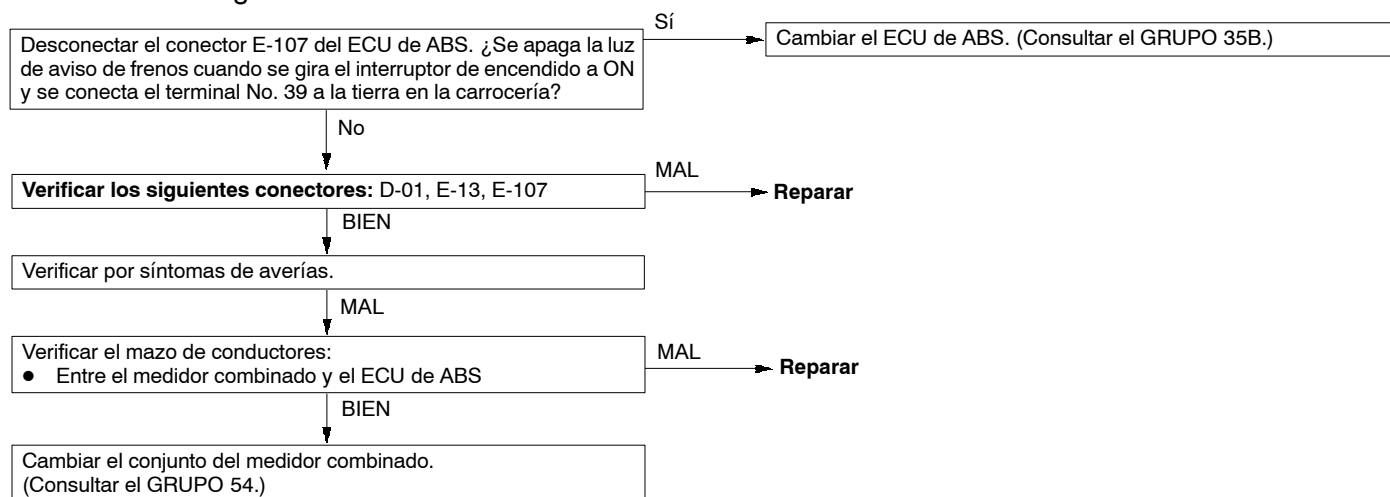 Desconectar el conector E-107 del ECU de ABS. ¿Se apaga la luz
de aviso de frenos cuando se gira el interruptor de encendido a ON
y se conecta el terminal No. 39 a la tierra en la carrocería?
Sí
Cambiar el ECU de ABS. (Consultar el GRUPO 35B.)
No
Verificar los siguientes conectores: D-01, E-13, E-107
MAL
Reparar
BIEN
Verificar por síntomas de averías.
MAL
Verificar el mazo de conductores:
● Entre el medidor combinado y el ECU de ABS
MAL
Reparar
BIEN
Cambiar el conjunto del medidor combinado.
(Consultar el GRUPO 54.)